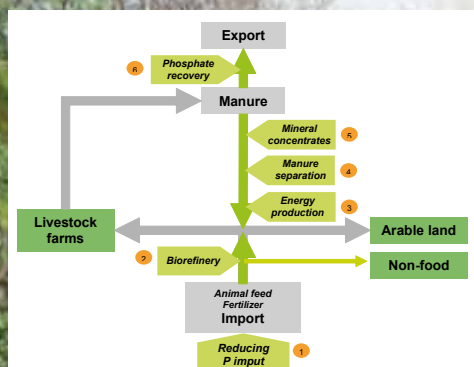 Export
6
Phosphate
recovery
Manure
Mineral
concentrates
5
Manure
separation
4
Energy
production
3
Livestock
farms
Arable land
2
Biorefinery
Non-food
Animal feed
Fertilizer
Import
Reducing
P imput
1